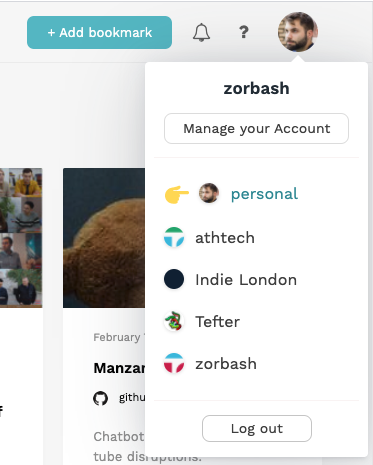 + Add bookmark
?
zorbash
Manage your Account
personal
athtech
Indie London
Tefter
zorbash
Log out
February
Manzar
githu
Chatbot
tube disruptions.
f